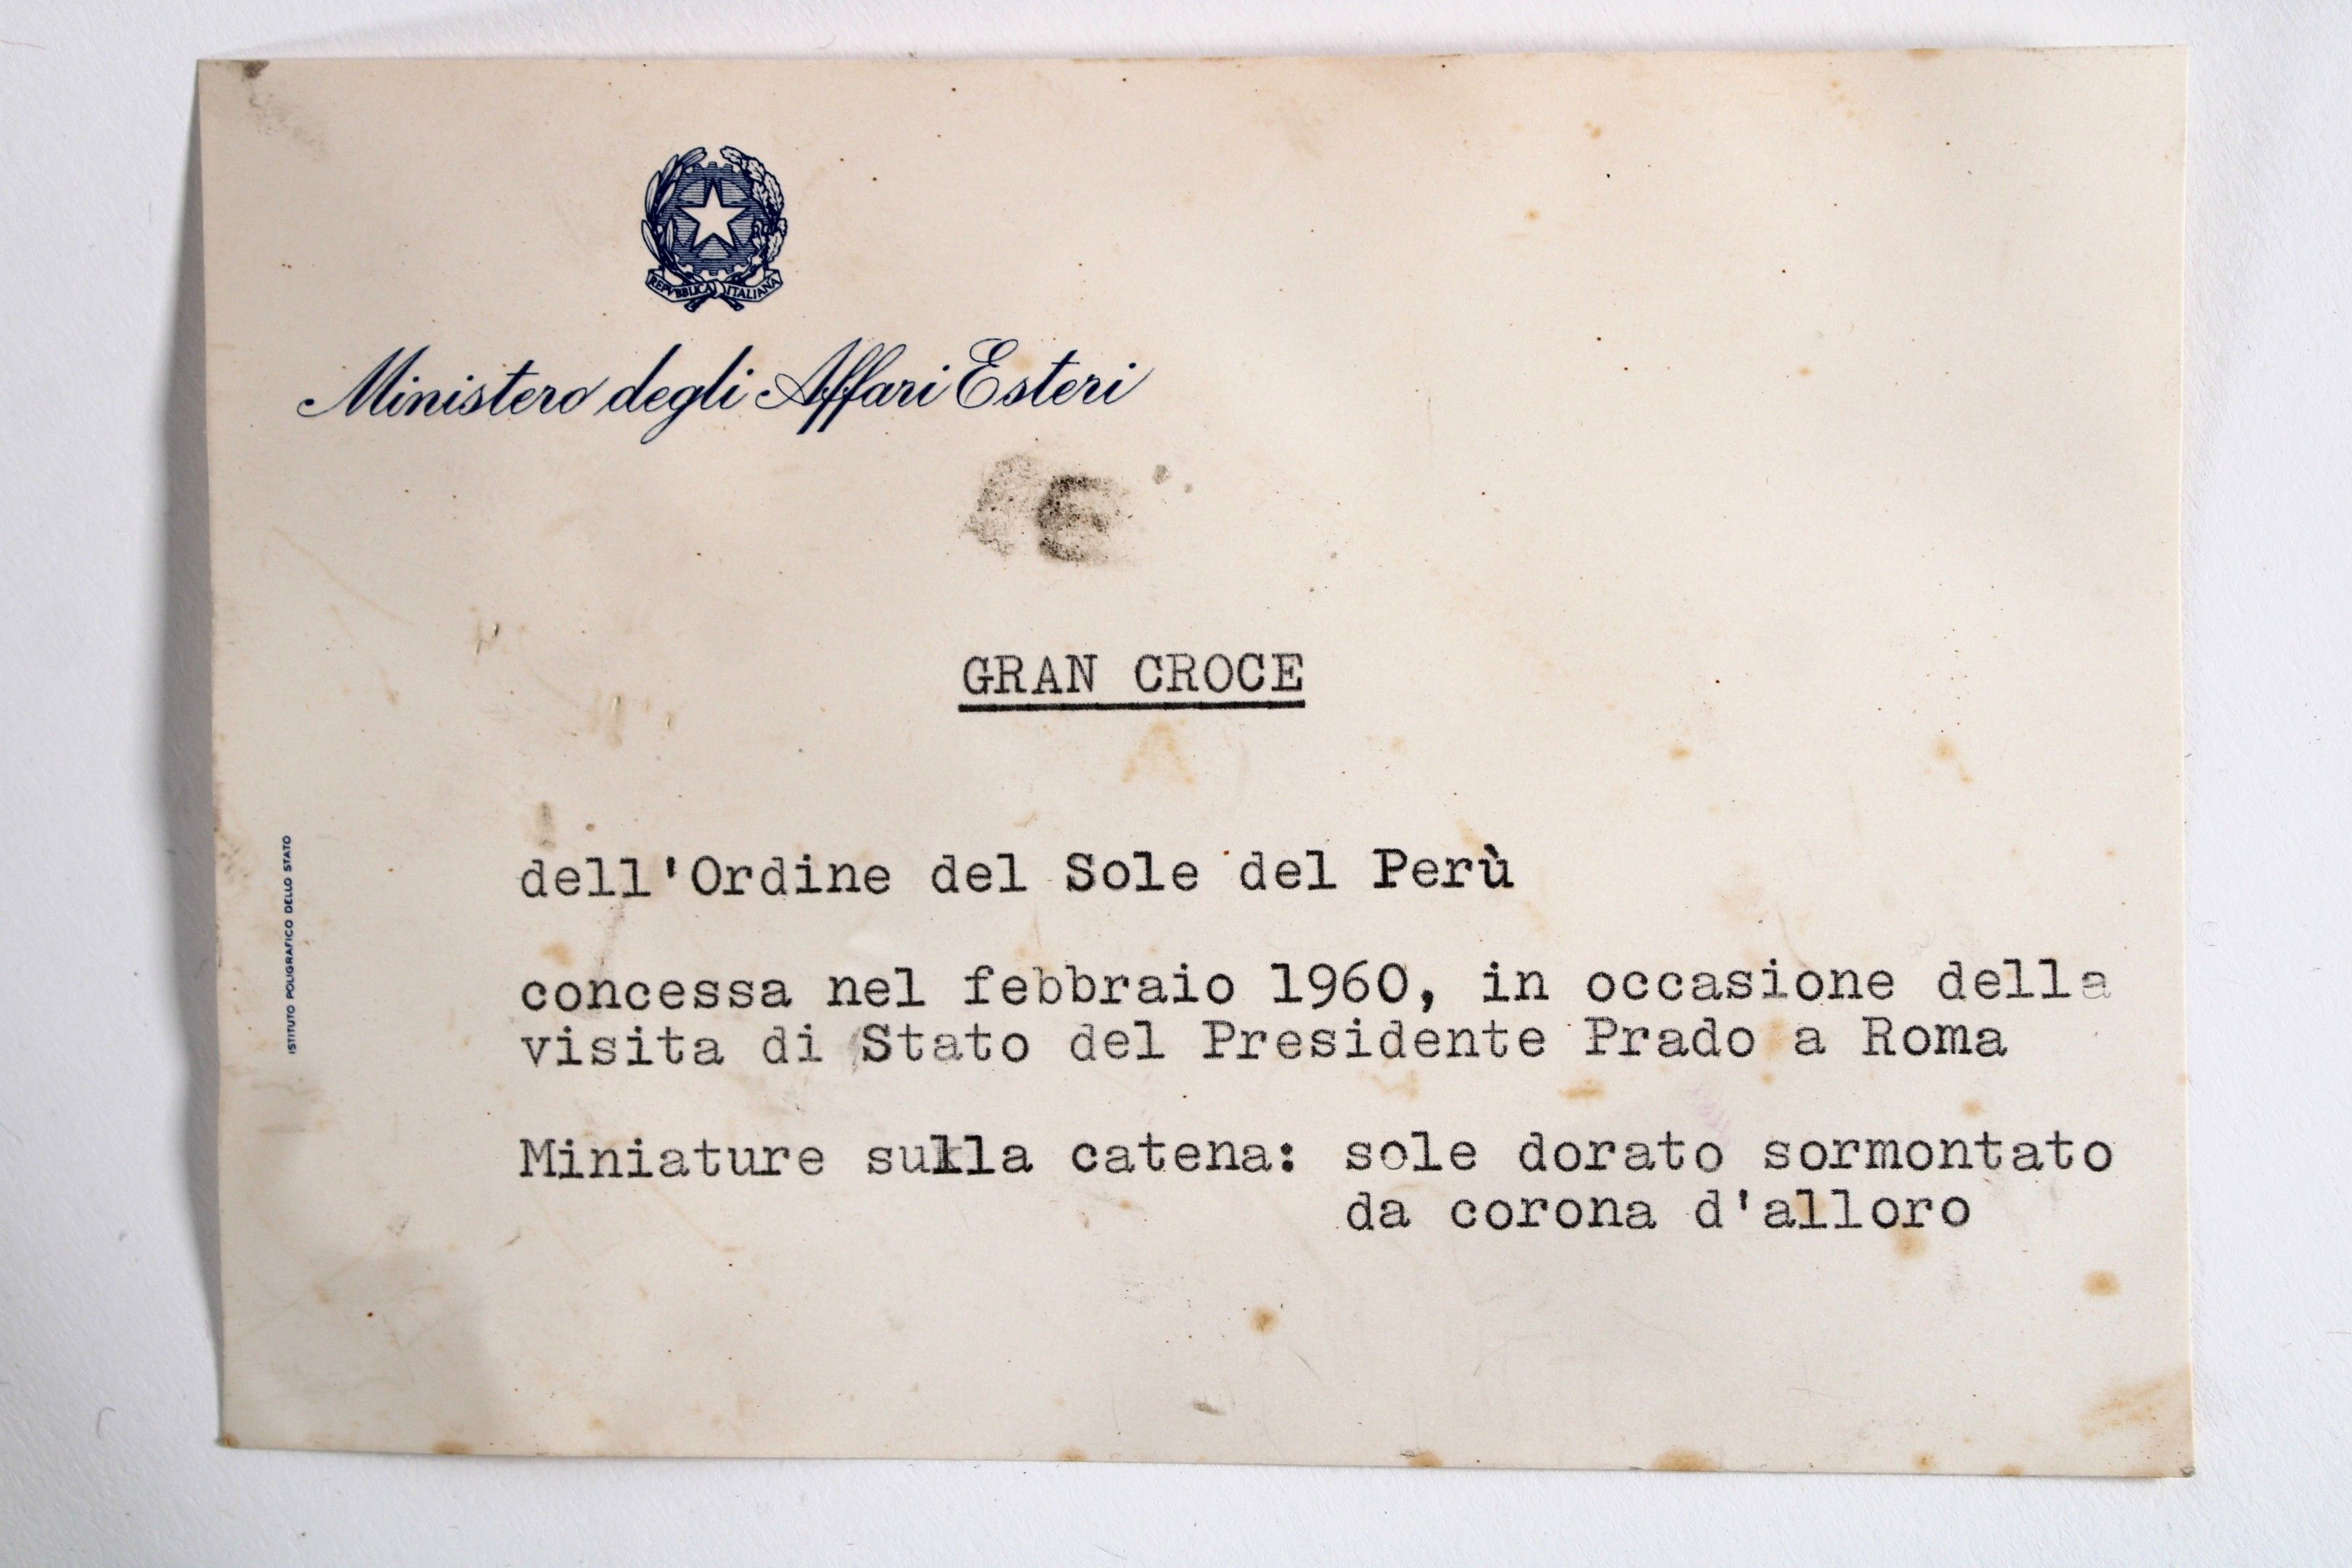 REPVBBLICA ITALIANA
Ministero degli Affari Esteri
GRAN CROCE
dell'Ordine del Sole del Perù
concessa nel febbraio 1960, in occasione della
visita di Stato del Presidente Prado a Roma
Miniature sulla catena: sole dorato sormontato
da corona d'alloro
ISTITUTO POLIGRAFICO DELLO STATO